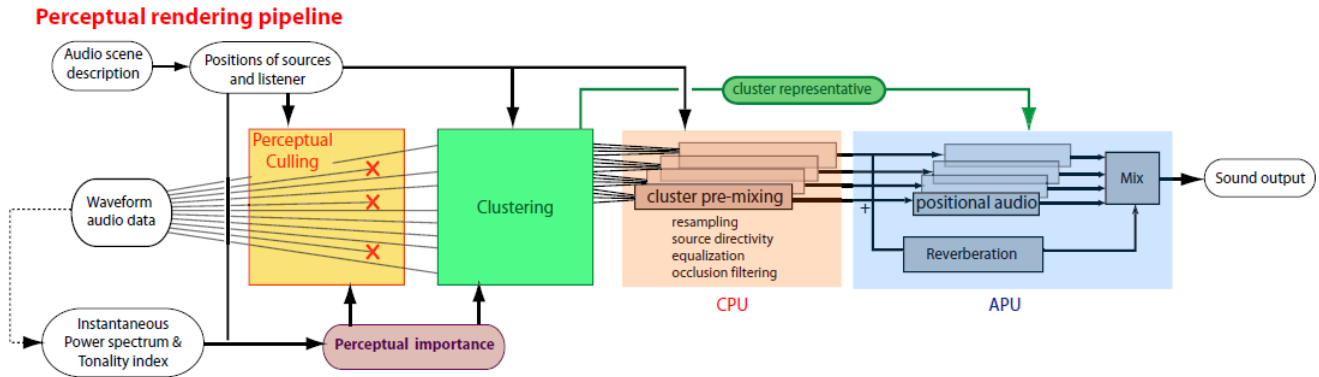 Perceptual rendering pipeline
Audio scene
description
Positions of sources
and listener
cluster representative
Perceptual
Culling
Waveform
audio data
Clustering
cluster pre-mixing
resampling
source directivity
equalization
occlusion filtering
CPU
+
positional audio
Reverberation
Mix
APU
Sound output
Instantaneous
Power spectrum &
Tonality index
Perceptual importance